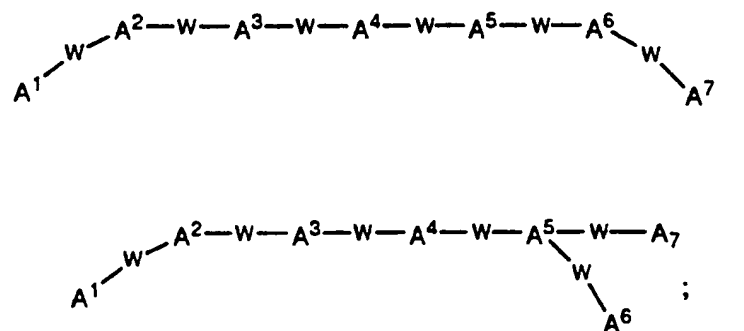 A¹ W A²—W—A³—W—A⁴—W—A⁵—W—A⁶ W A⁷
A¹ W A²—W—A³—W—A⁴—W—A⁵—W—A₇
W
A⁶ ;